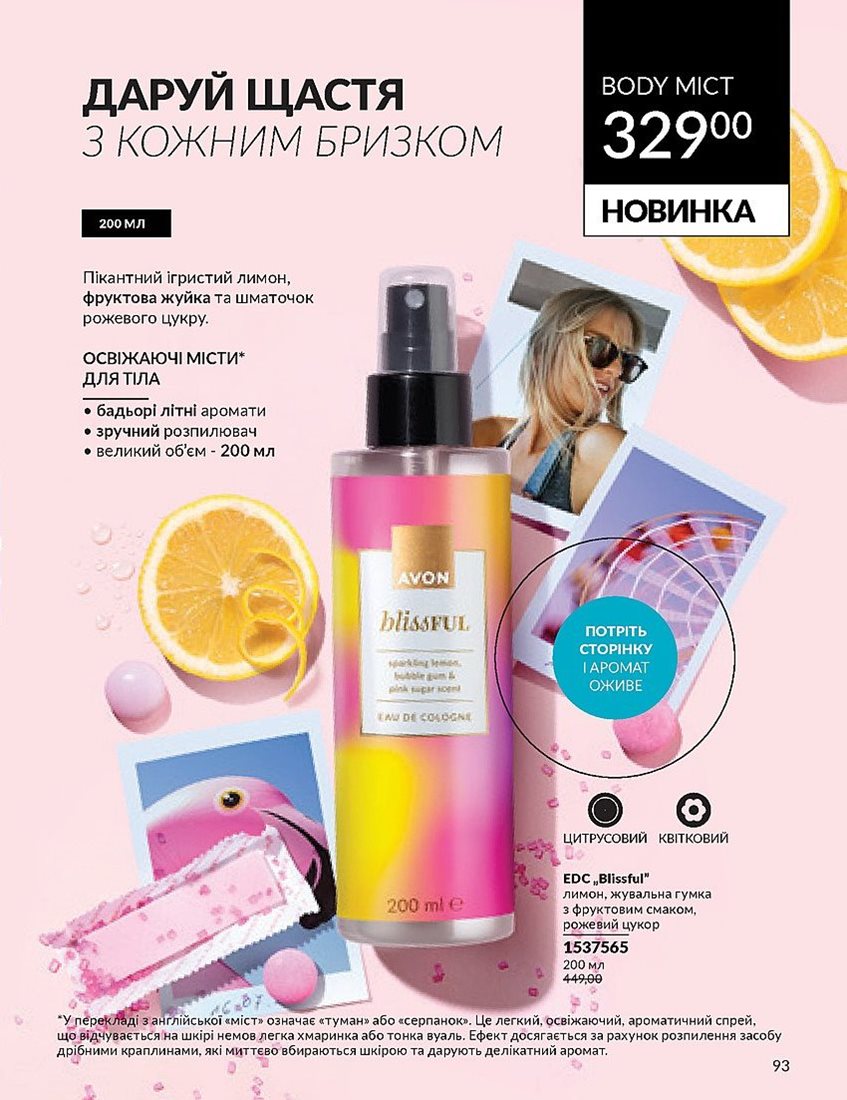 ДАРУЙ ЩАСТЯ
З КОЖНИМ БРИЗКОМ
BODY МІСТ
329⁰⁰
НОВИНКА
200 МЛ
Пікантний ігристий лимон,
фруктова жуйка та шматочок
рожевого цукру.
ОСВІЖАЮЧІ МІСТИ*
ДЛЯ ТІЛА
• бадьорі літні аромати
• зручний розпилювач
• великий об’єм - 200 мл
AVON
blissFUL
sparkling lemon,
bubble gum &
pink sugar scent
EAU DE COLOGNE
200 ml ℮
ПОТРІТЬ
СТОРІНКУ
І АРОМАТ
ОЖИВЕ
ЦИТРУСОВИЙ
КВІТКОВИЙ
EDC „Blissful”
лимон, жувальна гумка
з фруктовим смаком,
рожевий цукор
1537565
200 мл
449,00
*У перекладі з англійської «міст» означає «туман» або «серпанок». Це легкий, освіжаючий, ароматичний спрей,
що відчувається на шкірі немов легка хмаринка або тонка вуаль. Ефект досягається за рахунок розпилення засобу
дрібними краплинами, які миттєво вбираються шкірою та дарують делікатний аромат.
93